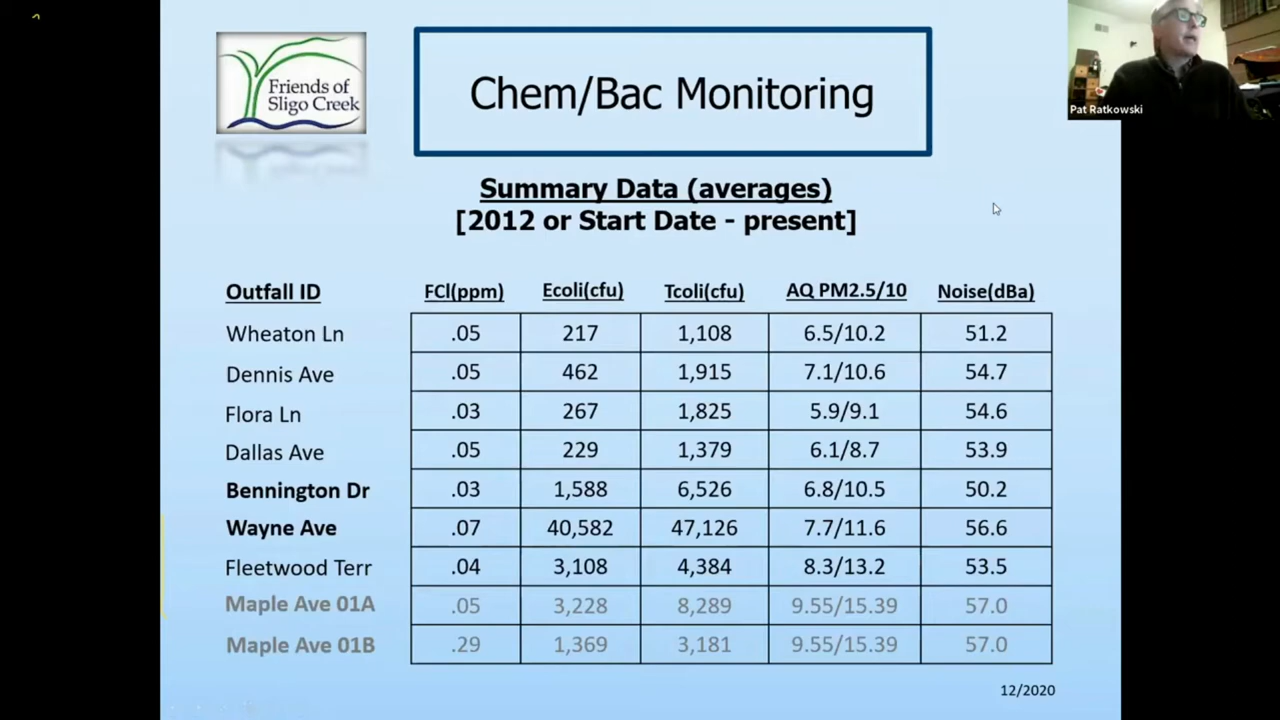 Friends of
Sligo Creek
Chem/Bac Monitoring
Pat Ratkowski
Summary Data (averages)
[2012 or Start Date - present]
Outfall ID FCl(ppm) Ecoli(cfu) Tcoli(cfu) AQ PM2.5/10 Noise(dBa)
Wheaton Ln .05 217 1,108 6.5/10.2 51.2
Dennis Ave .05 462 1,915 7.1/10.6 54.7
Flora Ln .03 267 1,825 5.9/9.1 54.6
Dallas Ave .05 229 1,379 6.1/8.7 53.9
Bennington Dr .03 1,588 6,526 6.8/10.5 50.2
Wayne Ave .07 40,582 47,126 7.7/11.6 56.6
Fleetwood Terr .04 3,108 4,384 8.3/13.2 53.5
Maple Ave 01A .05 3,228 8,289 9.55/15.39 57.0
Maple Ave 01B .29 1,369 3,181 9.55/15.39 57.0
12/2020